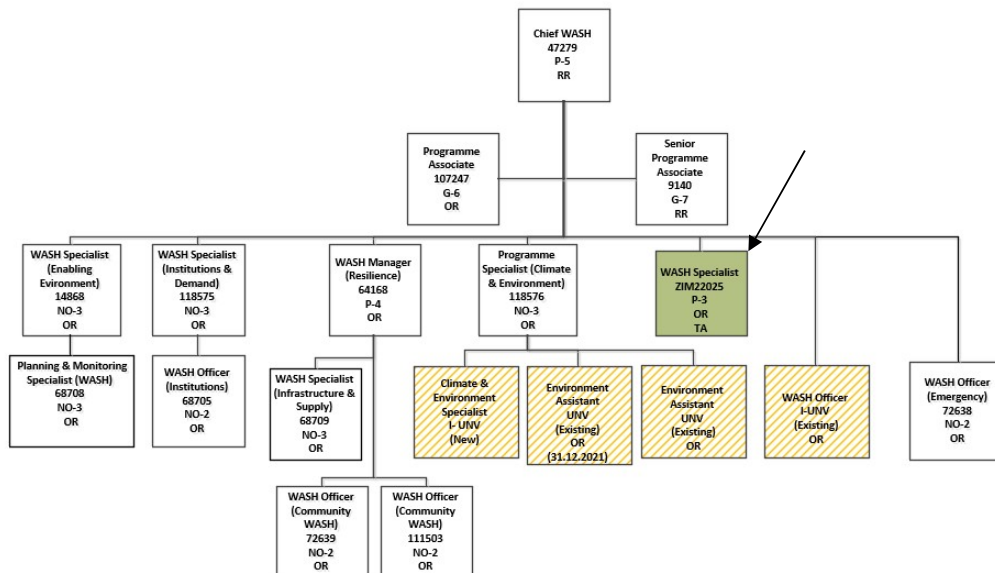 Chief WASH
47279
P-5
RR
Programme
Associate
107247
G-6
OR
Senior
Programme
Associate
9140
G-7
RR
WASH Specialist
(Enabling
Evironment)
14868
NO-3
OR
WASH Specialist
(Institutions &
Demand)
118575
NO-3
OR
WASH Manager
(Resilience)
64168
P-4
OR
Programme
Specialist (Climate
& Environment)
118576
NO-3
OR
WASH Specialist
ZIM22025
P-3
OR
TA
Planning & Monitoring
Specialist (WASH)
68708
NO-3
OR
WASH Officer
(Institutions)
68705
NO-2
OR
WASH Specialist
(Infrastructure &
Supply)
68709
NO-3
OR
Climate &
Environment
Specialist
I- UNV
(New)
Environment
Assistant
UNV
(Existing)
OR
(31.12.2021)
Environment
Assistant
UNV
(Existing)
OR
WASH Officer
I-UNV
(Existing)
OR
WASH Officer
(Emergency)
72638
NO-2
OR
WASH Officer
(Community
WASH)
72639
NO-2
OR
WASH Officer
(Community
WASH)
111503
NO-2
OR